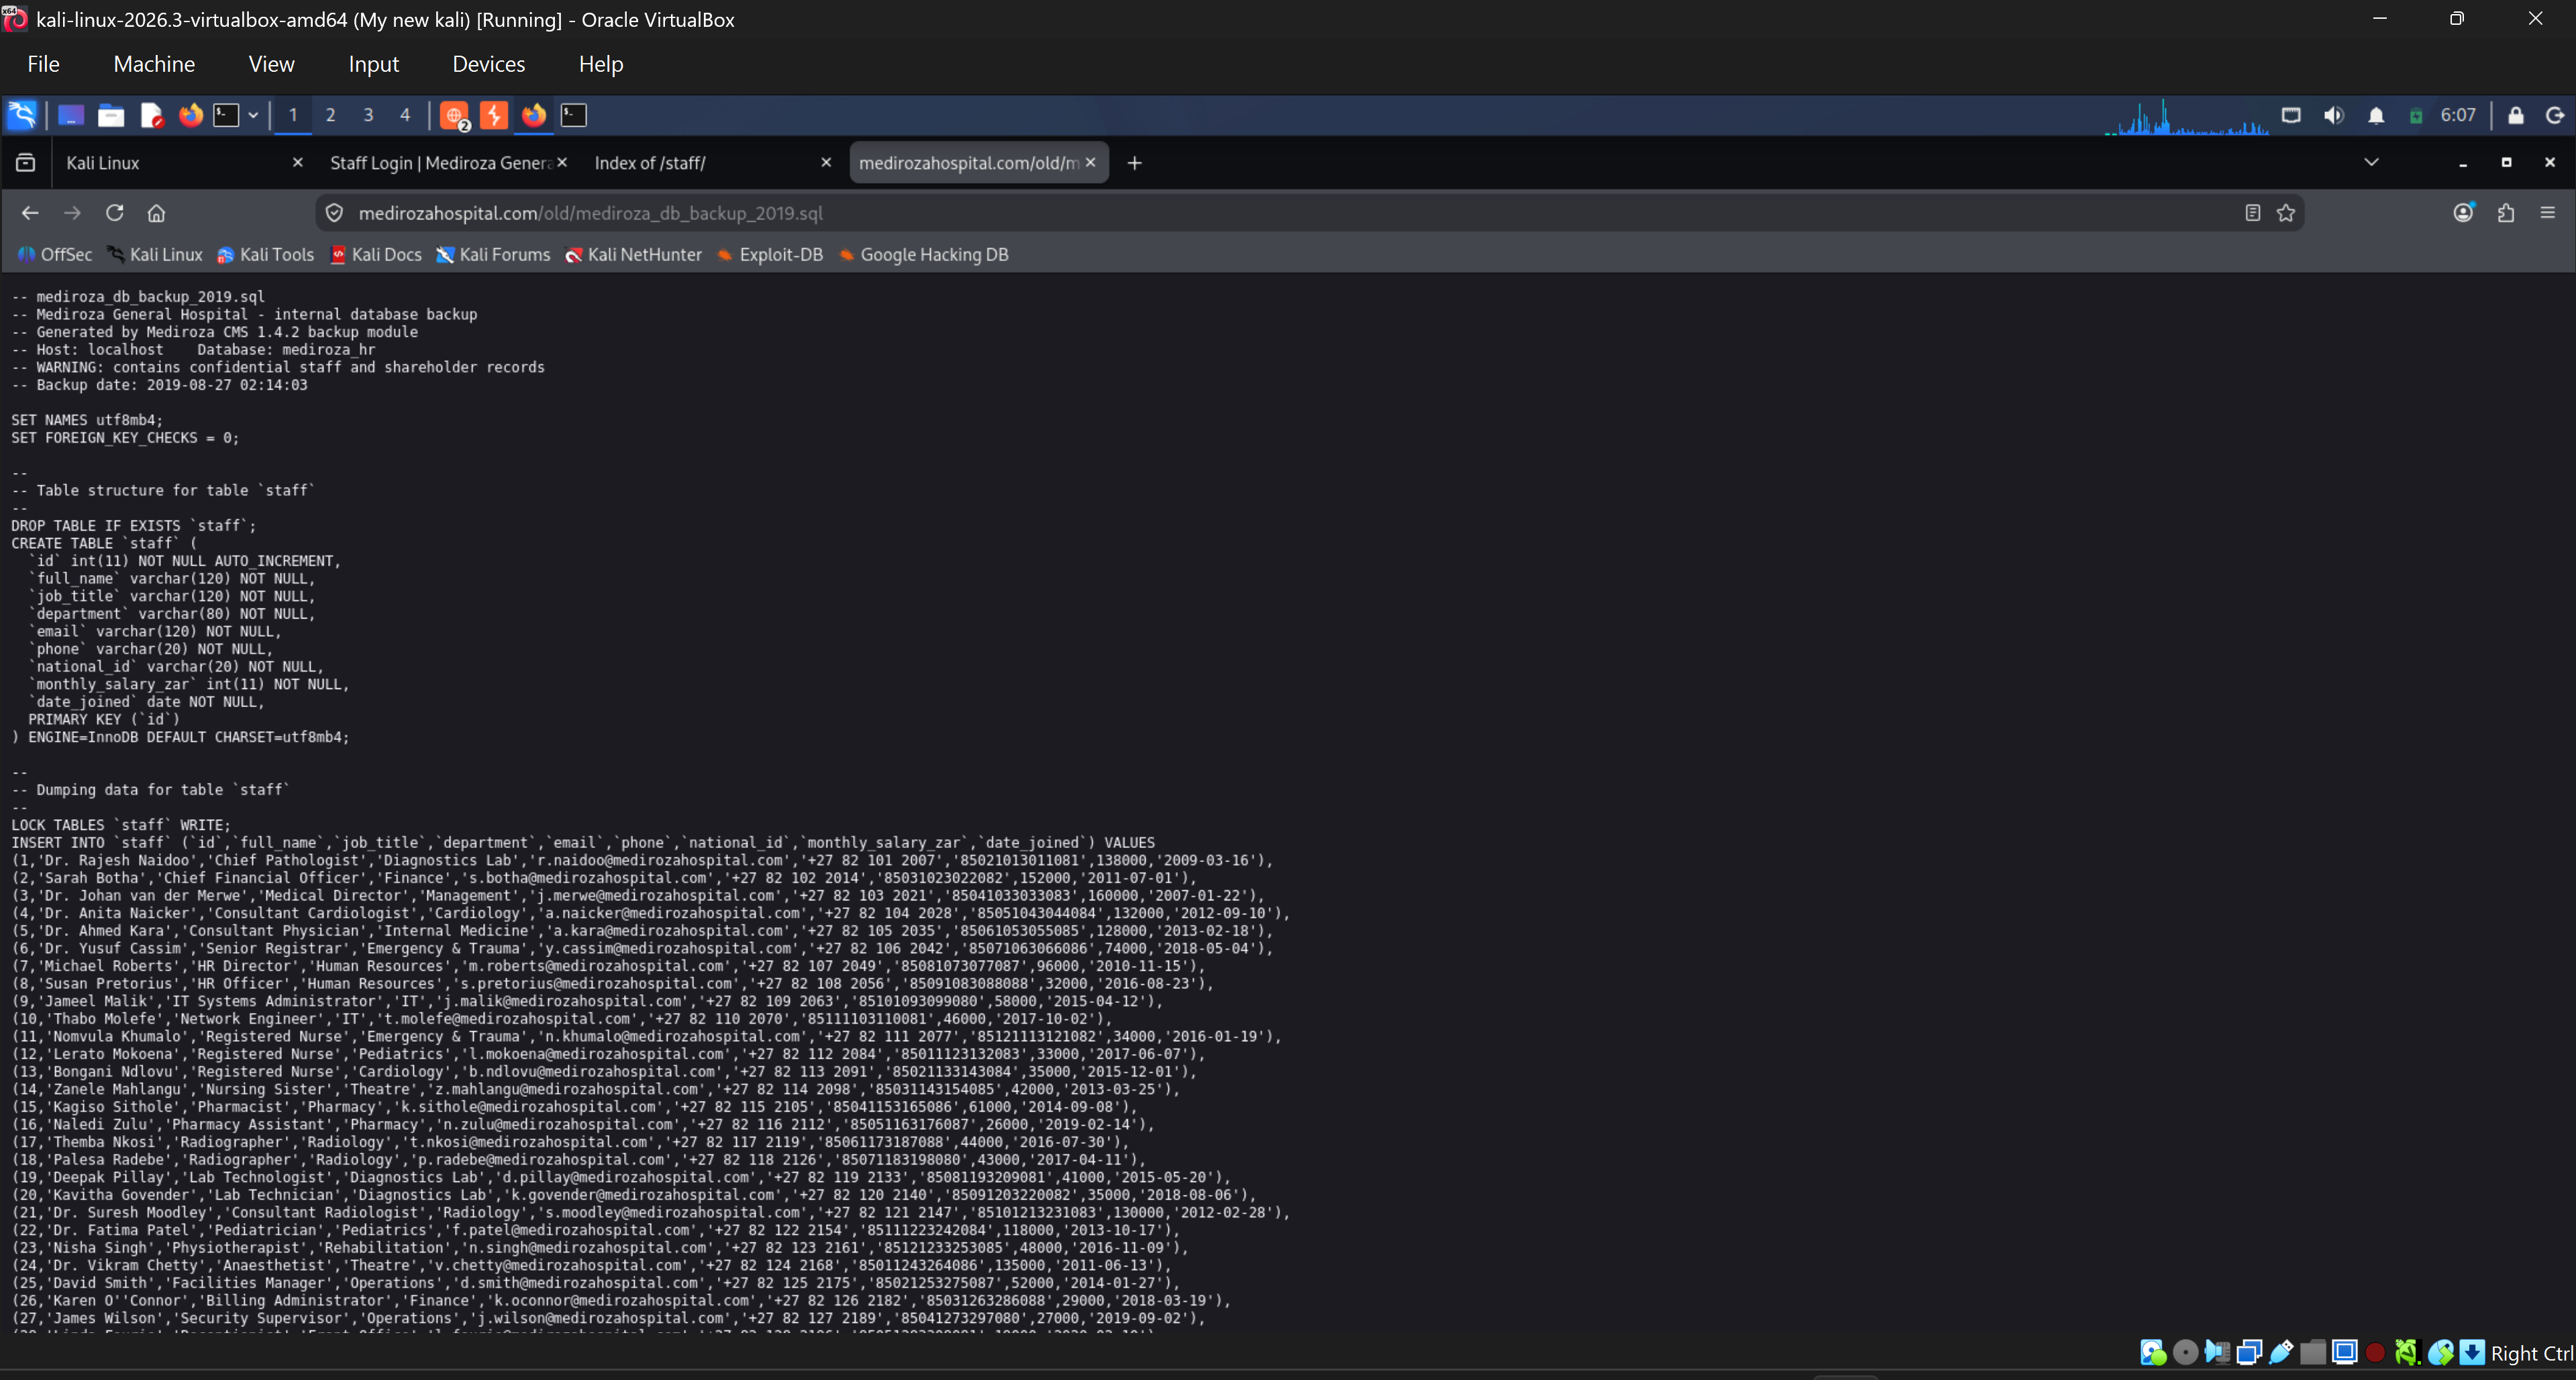 kali-linux-2026.3-virtualbox-amd64 (My new kali) [Running] - Oracle VirtualBox
File Machine View Input Devices Help
1 2 3 4 2 6:07
Kali Linux Staff Login | Mediroza Genera Index of /staff/ medirozahospital.com/old/m
medirozahospital.com/old/mediroza_db_backup_2019.sql
OffSec Kali Linux Kali Tools Kali Docs Kali Forums Kali NetHunter Exploit-DB Google Hacking DB
-- mediroza_db_backup_2019.sql
-- Mediroza General Hospital - internal database backup
-- Generated by Mediroza CMS 1.4.2 backup module
-- Host: localhost    Database: mediroza_hr
-- WARNING: contains confidential staff and shareholder records
-- Backup date: 2019-08-27 02:14:03
SET NAMES utf8mb4;
SET FOREIGN_KEY_CHECKS = 0;
--
-- Table structure for table `staff`
--
DROP TABLE IF EXISTS `staff`;
CREATE TABLE `staff` (
`id` int(11) NOT NULL AUTO_INCREMENT,
`full_name` varchar(120) NOT NULL,
`job_title` varchar(120) NOT NULL,
`department` varchar(80) NOT NULL,
`email` varchar(120) NOT NULL,
`phone` varchar(20) NOT NULL,
`national_id` varchar(20) NOT NULL,
`monthly_salary_zar` int(11) NOT NULL,
`date_joined` date NOT NULL,
PRIMARY KEY (`id`)
) ENGINE=InnoDB DEFAULT CHARSET=utf8mb4;
--
-- Dumping data for table `staff`
--
LOCK TABLES `staff` WRITE;
INSERT INTO `staff` (`id`,`full_name`,`job_title`,`department`,`email`,`phone`,`national_id`,`monthly_salary_zar`,`date_joined`) VALUES
(1,'Dr. Rajesh Naidoo','Chief Pathologist','Diagnostics Lab','r.naidoo@medirozahospital.com','+27 82 101 2007','85021013011081',138000,'2009-03-16'),
(2,'Sarah Botha','Chief Financial Officer','Finance','s.botha@medirozahospital.com','+27 82 102 2014','85031023022082',152000,'2011-07-01'),
(3,'Dr. Johan van der Merwe','Medical Director','Management','j.merwe@medirozahospital.com','+27 82 103 2021','85041033033083',160000,'2007-01-22'),
(4,'Dr. Anita Naicker','Consultant Cardiologist','Cardiology','a.naicker@medirozahospital.com','+27 82 104 2028','85051043044084',132000,'2012-09-10'),
(5,'Dr. Ahmed Kara','Consultant Physician','Internal Medicine','a.kara@medirozahospital.com','+27 82 105 2035','85061053055085',128000,'2013-02-18'),
(6,'Dr. Yusuf Cassim','Senior Registrar','Emergency & Trauma','y.cassim@medirozahospital.com','+27 82 106 2042','85071063066086',74000,'2018-05-04'),
(7,'Michael Roberts','HR Director','Human Resources','m.roberts@medirozahospital.com','+27 82 107 2049','85081073077087',96000,'2010-11-15'),
(8,'Susan Pretorius','HR Officer','Human Resources','s.pretorius@medirozahospital.com','+27 82 108 2056','85091083088088',32000,'2016-08-23'),
(9,'Jameel Malik','IT Systems Administrator','IT','j.malik@medirozahospital.com','+27 82 109 2063','85101093099080',58000,'2015-04-12'),
(10,'Thabo Molefe','Network Engineer','IT','t.molefe@medirozahospital.com','+27 82 110 2070','85111103110081',46000,'2017-10-02'),
(11,'Nomvula Khumalo','Registered Nurse','Emergency & Trauma','n.khumalo@medirozahospital.com','+27 82 111 2077','85121113121082',34000,'2016-01-19'),
(12,'Lerato Mokoena','Registered Nurse','Pediatrics','l.mokoena@medirozahospital.com','+27 82 112 2084','85011123132083',33000,'2017-06-07'),
(13,'Bongani Ndlovu','Registered Nurse','Cardiology','b.ndlovu@medirozahospital.com','+27 82 113 2091','85021133143084',35000,'2015-12-01'),
(14,'Zanele Mahlangu','Nursing Sister','Theatre','z.mahlangu@medirozahospital.com','+27 82 114 2098','85031143154085',42000,'2013-03-25'),
(15,'Kagiso Sithole','Pharmacist','Pharmacy','k.sithole@medirozahospital.com','+27 82 115 2105','85041153165086',61000,'2014-09-08'),
(16,'Naledi Zulu','Pharmacy Assistant','Pharmacy','n.zulu@medirozahospital.com','+27 82 116 2112','85051163176087',26000,'2019-02-14'),
(17,'Themba Nkosi','Radiographer','Radiology','t.nkosi@medirozahospital.com','+27 82 117 2119','85061173187088',44000,'2016-07-30'),
(18,'Palesa Radebe','Radiographer','Radiology','p.radebe@medirozahospital.com','+27 82 118 2126','85071183198080',43000,'2017-04-11'),
(19,'Deepak Pillay','Lab Technologist','Diagnostics Lab','d.pillay@medirozahospital.com','+27 82 119 2133','85081193209081',41000,'2015-05-20'),
(20,'Kavitha Govender','Lab Technician','Diagnostics Lab','k.govender@medirozahospital.com','+27 82 120 2140','85091203220082',35000,'2018-08-06'),
(21,'Dr. Suresh Moodley','Consultant Radiologist','Radiology','s.moodley@medirozahospital.com','+27 82 121 2147','85101213231083',130000,'2012-02-28'),
(22,'Dr. Fatima Patel','Pediatrician','Pediatrics','f.patel@medirozahospital.com','+27 82 122 2154','85111223242084',118000,'2013-10-17'),
(23,'Nisha Singh','Physiotherapist','Rehabilitation','n.singh@medirozahospital.com','+27 82 123 2161','85121233253085',48000,'2016-11-09'),
(24,'Dr. Vikram Chetty','Anaesthetist','Theatre','v.chetty@medirozahospital.com','+27 82 124 2168','85011243264086',135000,'2011-06-13'),
(25,'David Smith','Facilities Manager','Operations','d.smith@medirozahospital.com','+27 82 125 2175','85021253275087',52000,'2014-01-27'),
(26,'Karen O''Connor','Billing Administrator','Finance','k.oconnor@medirozahospital.com','+27 82 126 2182','85031263286088',29000,'2018-03-19'),
(27,'James Wilson','Security Supervisor','Operations','j.wilson@medirozahospital.com','+27 82 127 2189','85041273297080',27000,'2019-09-02'),
Right Ctrl